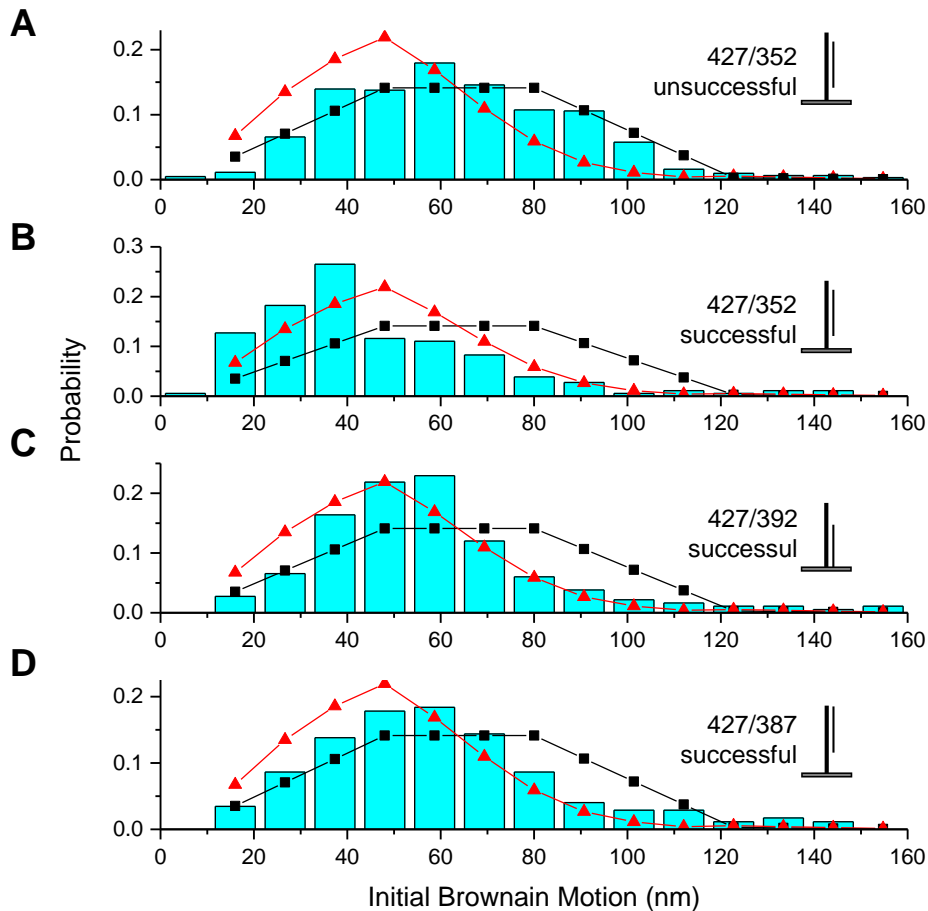 A
0.2
0.1
0.0
0 20 40 60 80 100 120 140 160
427/352
unsuccessful
B
0.3
0.2
0.1
0.0
0 20 40 60 80 100 120 140 160
427/352
successful
Probability
C
0.2
0.1
0.0
0 20 40 60 80 100 120 140 160
427/392
successul
D
0.2
0.1
0.0
0 20 40 60 80 100 120 140 160
427/387
successful
Initial Brownain Motion (nm)